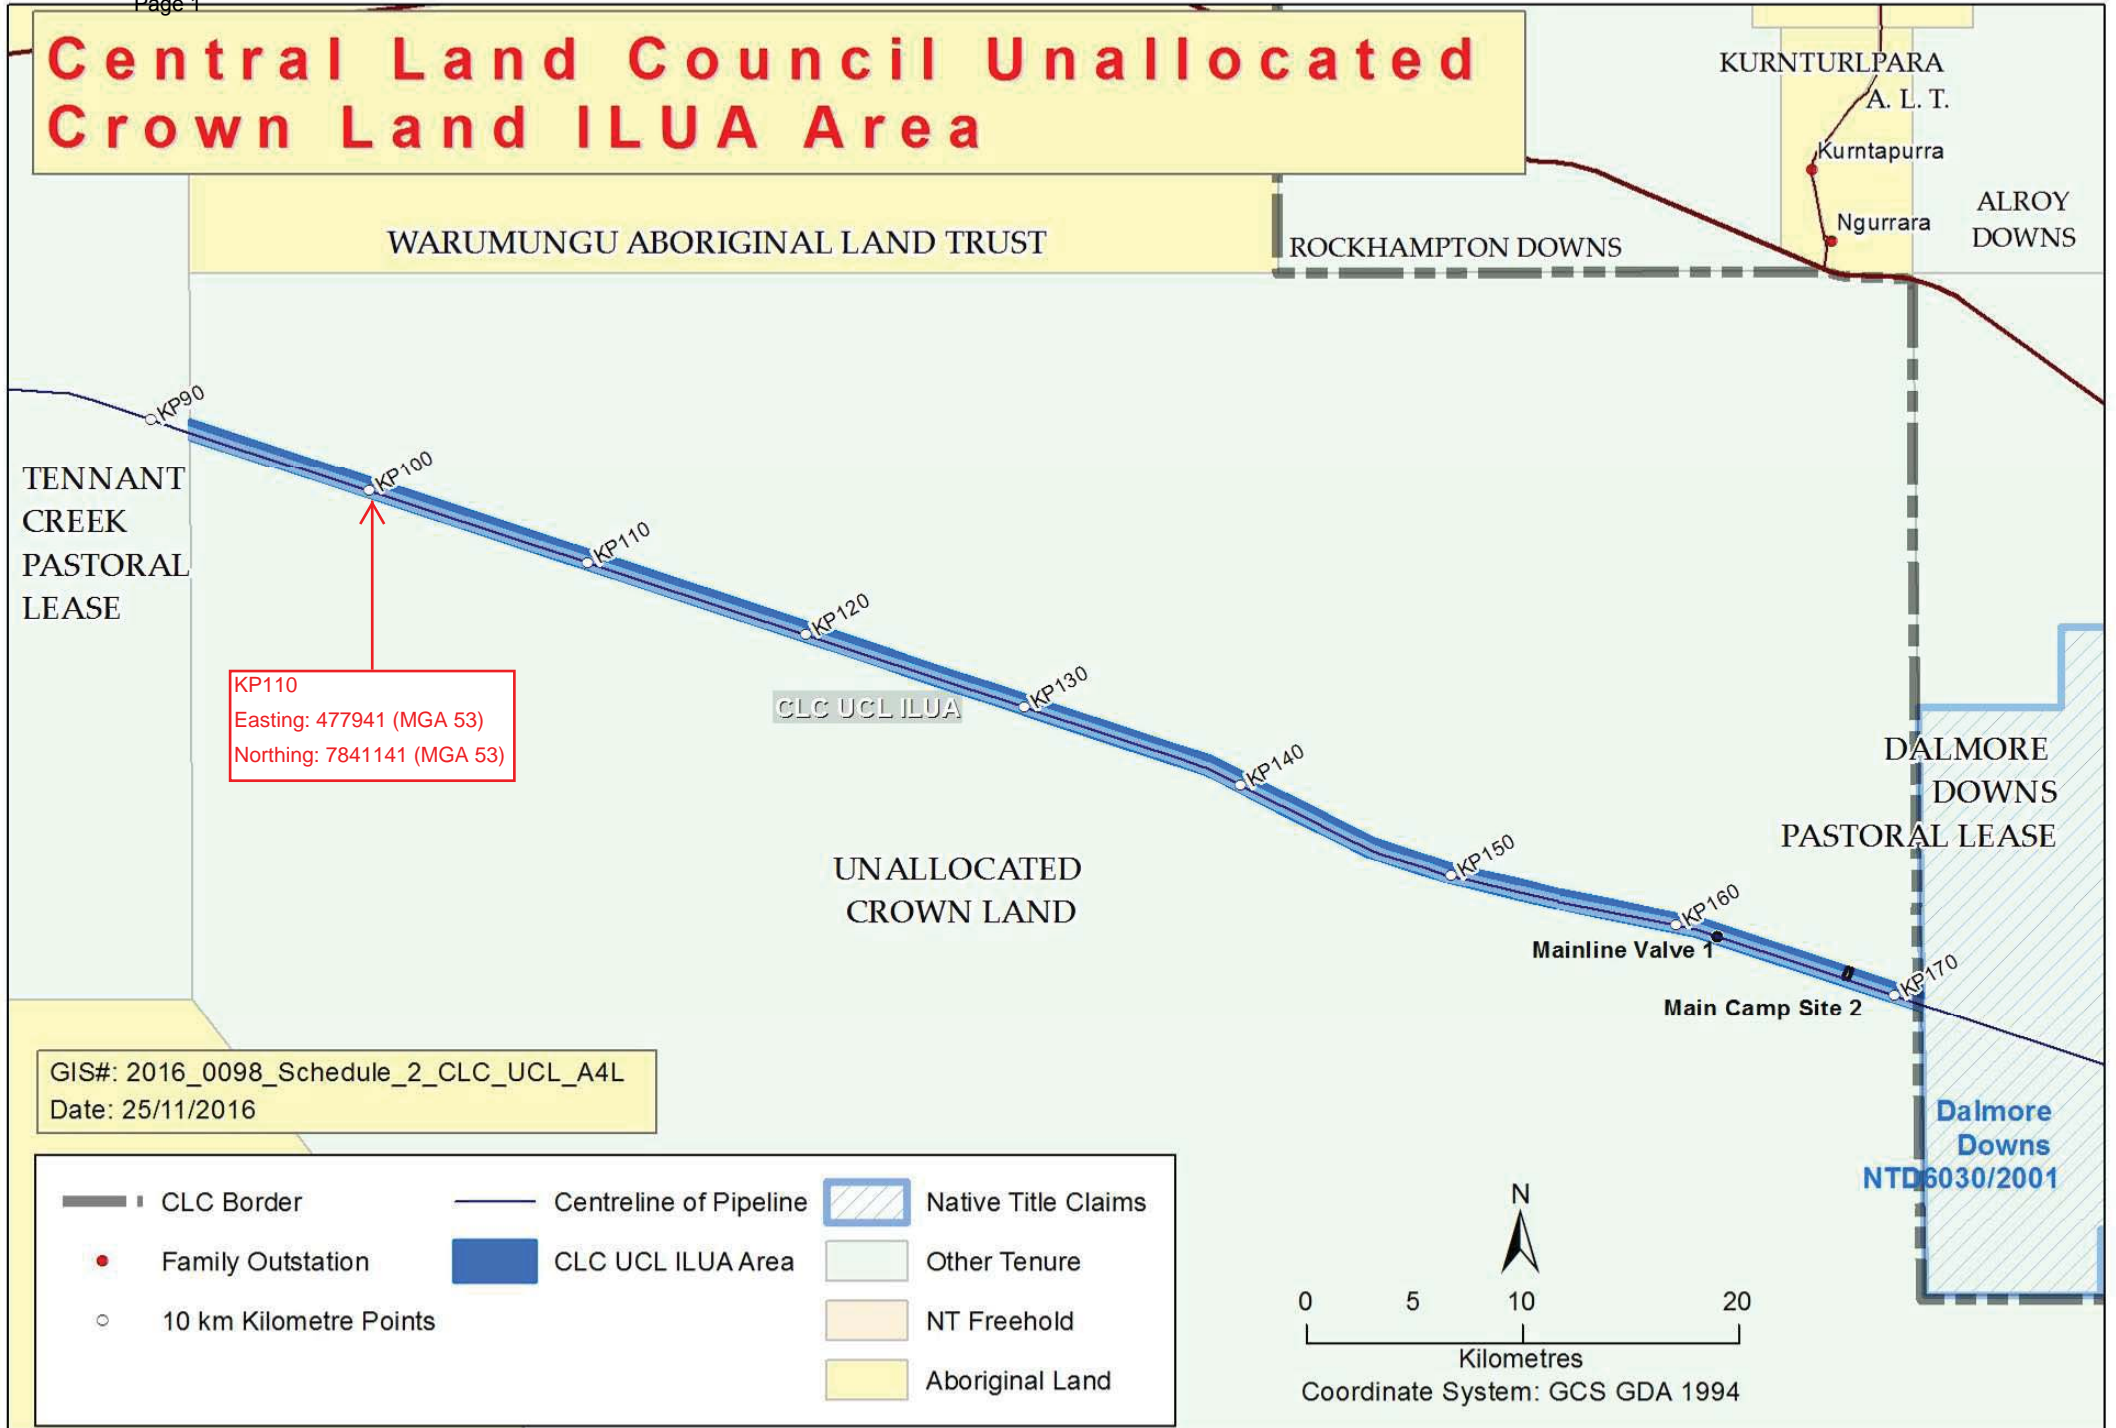 Page 1
Central Land Council Unallocated
Crown Land ILUA Area
KURNTURLPARA
A. L. T.
Kurntapurra
Ngurrara
ALROY
DOWNS
WARUMUNGU ABORIGINAL LAND TRUST
ROCKHAMPTON DOWNS
KP90
KP100
KP110
KP120
KP130
KP140
KP150
KP160
KP170
TENNANT
CREEK
PASTORAL
LEASE
KP110
Easting: 477941 (MGA 53)
Northing: 7841141 (MGA 53)
CLC UCL ILUA
DALMORE
DOWNS
PASTORAL LEASE
UNALLOCATED
CROWN LAND
Mainline Valve 1
Main Camp Site 2
Dalmore
Downs
NTD6030/2001
GIS#: 2016_0098_Schedule_2_CLC_UCL_A4L
Date: 25/11/2016
CLC Border
Family Outstation
10 km Kilometre Points
Centreline of Pipeline
CLC UCL ILUA Area
Native Title Claims
Other Tenure
NT Freehold
Aboriginal Land
N
0 5 10 20
Kilometres
Coordinate System: GCS GDA 1994